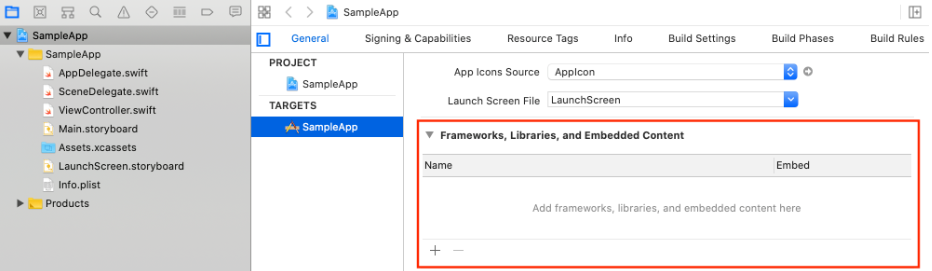 SampleApp
SampleApp
AppDelegate.swift
SceneDelegate.swift
ViewController.swift
Main.storyboard
Assets.xcassets
LaunchScreen.storyboard
Info.plist
Products
SampleApp
General Signing & Capabilities Resource Tags Info Build Settings Build Phases Build Rules
PROJECT
SampleApp
TARGETS
SampleApp
App Icons Source AppIcon
Launch Screen File LaunchScreen
Frameworks, Libraries, and Embedded Content
Name Embed
Add frameworks, libraries, and embedded content here